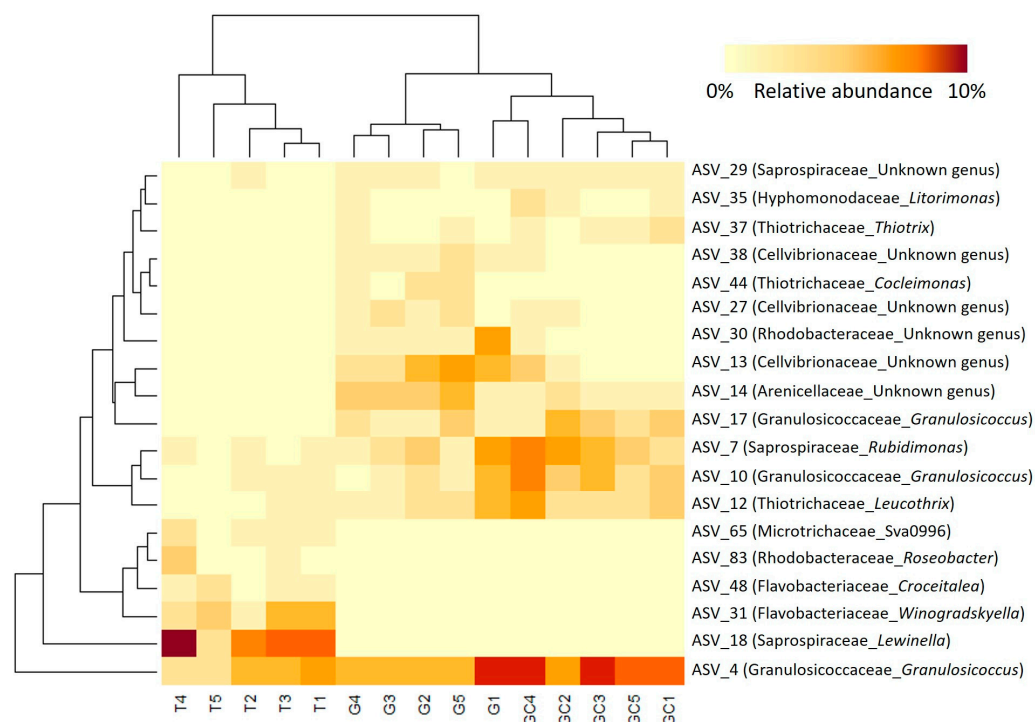 0% Relative abundance 10%
ASV_29 (Saprospiraceae_Unknown genus)
ASV_35 (Hyphomonodaceae_Litorimonas)
ASV_37 (Thiotrichaceae_Thiotrix)
ASV_38 (Cellvibrionaceae_Unknown genus)
ASV_44 (Thiotrichaceae_Cocleimonas)
ASV_27 (Cellvibrionaceae_Unknown genus)
ASV_30 (Rhodobacteraceae_Unknown genus)
ASV_13 (Cellvibrionaceae_Unknown genus)
ASV_14 (Arenicellaceae_Unknown genus)
ASV_17 (Granulosicoccaceae_Granulosicoccus)
ASV_7 (Saprospiraceae_Rubidimonas)
ASV_10 (Granulosicoccaceae_Granulosicoccus)
ASV_12 (Thiotrichaceae_Leucothrix)
ASV_65 (Microtrichaceae_Sva0996)
ASV_83 (Rhodobacteraceae_Roseobacter)
ASV_48 (Flavobacteriaceae_Croceitalea)
ASV_31 (Flavobacteriaceae_Winogradskyella)
ASV_18 (Saprospiraceae_Lewinella)
ASV_4 (Granulosicoccaceae_Granulosicoccus)
T4 T5 T2 T3 T1 G4 G3 G2 G5 G1 GC4 GC2 GC3 GC5 GC1